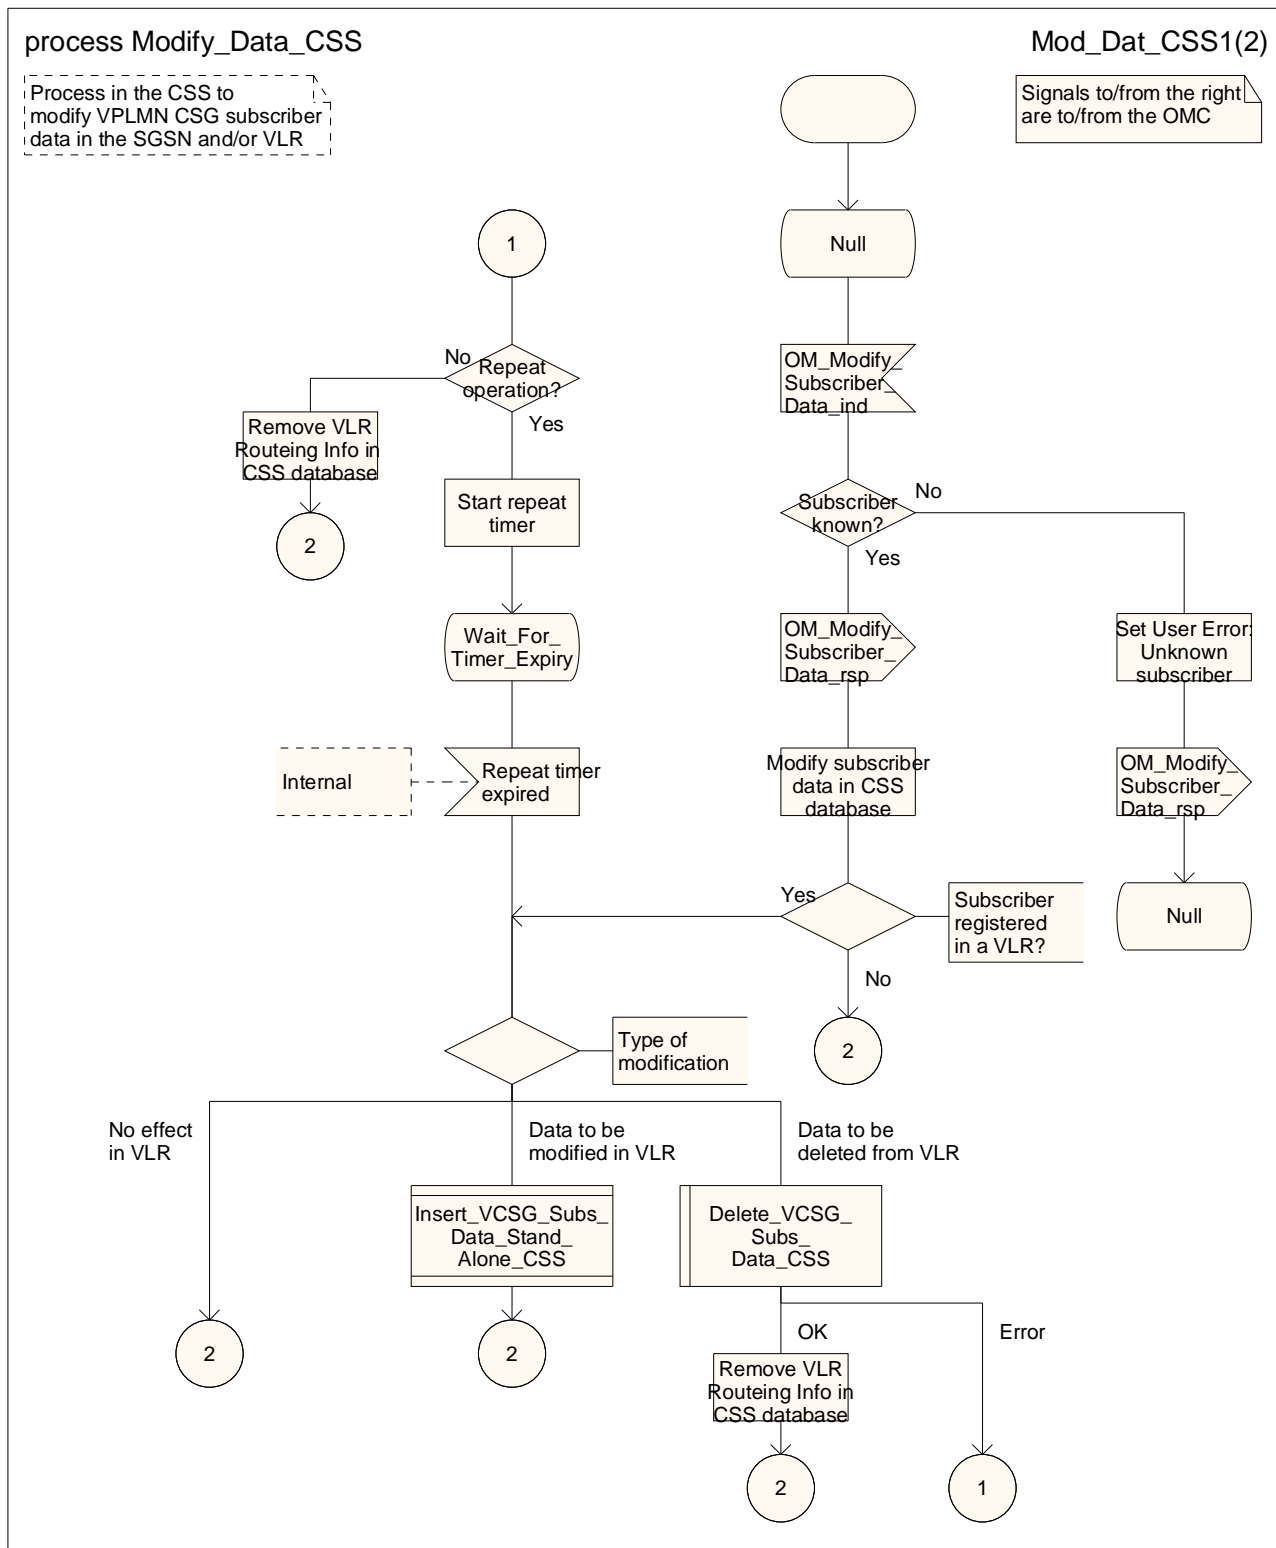 process Modify_Data_CSS
Mod_Dat_CSS1(2)
Process in the CSS to
modify VPLMN CSG subscriber
data in the SGSN and/or VLR
Signals to/from the right
are to/from the OMC
Null
1
OM_Modify_
Subscriber_
Data_ind
No
Repeat
operation?
Yes
Remove VLR
Routeing Info in
CSS database
2
Start repeat
timer
Subscriber
known?
No
Yes
Wait_For_
Timer_Expiry
OM_Modify_
Subscriber_
Data_rsp
Set User Error:
Unknown
subscriber
Internal
Repeat timer
expired
Modify subscriber
data in CSS
database
OM_Modify_
Subscriber_
Data_rsp
Yes
Subscriber
registered
in a VLR?
Null
No
2
Type of
modification
No effect
in VLR
Data to be
modified in VLR
Data to be
deleted from VLR
Insert_VCSG_Subs_
Data_Stand_
Alone_CSS
Delete_VCSG_
Subs_
Data_CSS
2
2
OK
Error
Remove VLR
Routeing Info in
CSS database
2
1